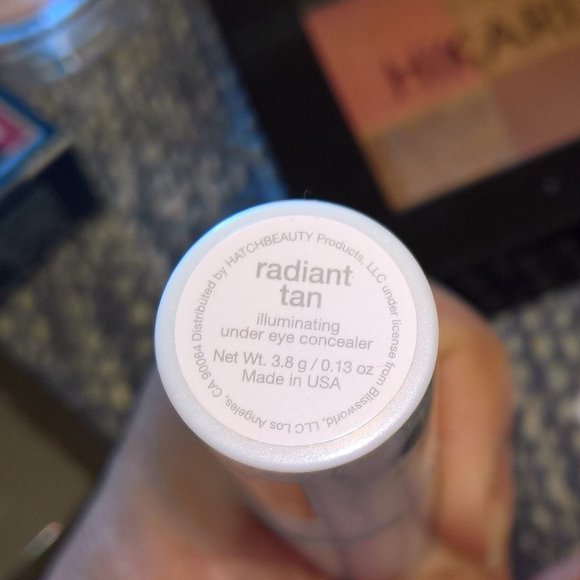 HIKARI
Distributed by HATCHBEAUTY Products, LLC under license from Blissworld, LLC Los Angeles, CA 90064
radiant
tan
illuminating
under eye concealer
Net Wt. 3.8 g / 0.13 oz
Made in USA